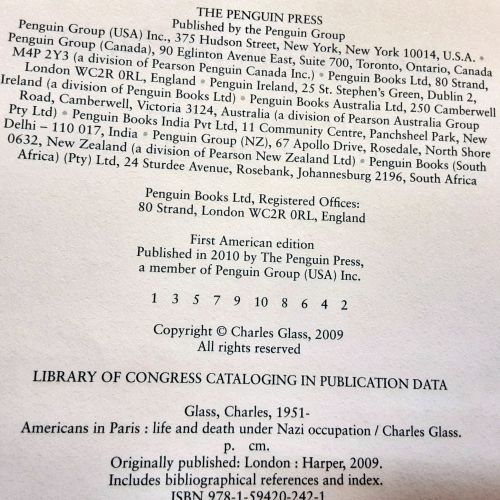 THE PENGUIN PRESS
Published by the Penguin Group
Penguin Group (USA) Inc., 375 Hudson Street, New York, New York 10014, U.S.A. •
Penguin Group (Canada), 90 Eglinton Avenue East, Suite 700, Toronto, Ontario, Canada
M4P 2Y3 (a division of Pearson Penguin Canada Inc.) • Penguin Books Ltd, 80 Strand,
London WC2R 0RL, England • Penguin Ireland, 25 St. Stephen's Green, Dublin 2,
Ireland (a division of Penguin Books Ltd) • Penguin Books Australia Ltd, 250 Camberwell
Road, Camberwell, Victoria 3124, Australia (a division of Pearson Australia Group
Pty Ltd) • Penguin Books India Pvt Ltd, 11 Community Centre, Panchsheel Park, New
Delhi – 110 017, India • Penguin Group (NZ), 67 Apollo Drive, Rosedale, North Shore
0632, New Zealand (a division of Pearson New Zealand Ltd) • Penguin Books (South
Africa) (Pty) Ltd, 24 Sturdee Avenue, Rosebank, Johannesburg 2196, South Africa
Penguin Books Ltd, Registered Offices:
80 Strand, London WC2R 0RL, England
First American edition
Published in 2010 by The Penguin Press,
a member of Penguin Group (USA) Inc.
1 3 5 7 9 10 8 6 4 2
Copyright © Charles Glass, 2009
All rights reserved
LIBRARY OF CONGRESS CATALOGING IN PUBLICATION DATA
Glass, Charles, 1951-
Americans in Paris : life and death under Nazi occupation / Charles Glass.
p. cm.
Originally published: London : Harper, 2009.
Includes bibliographical references and index.
ISBN 978-1-59420-242-1